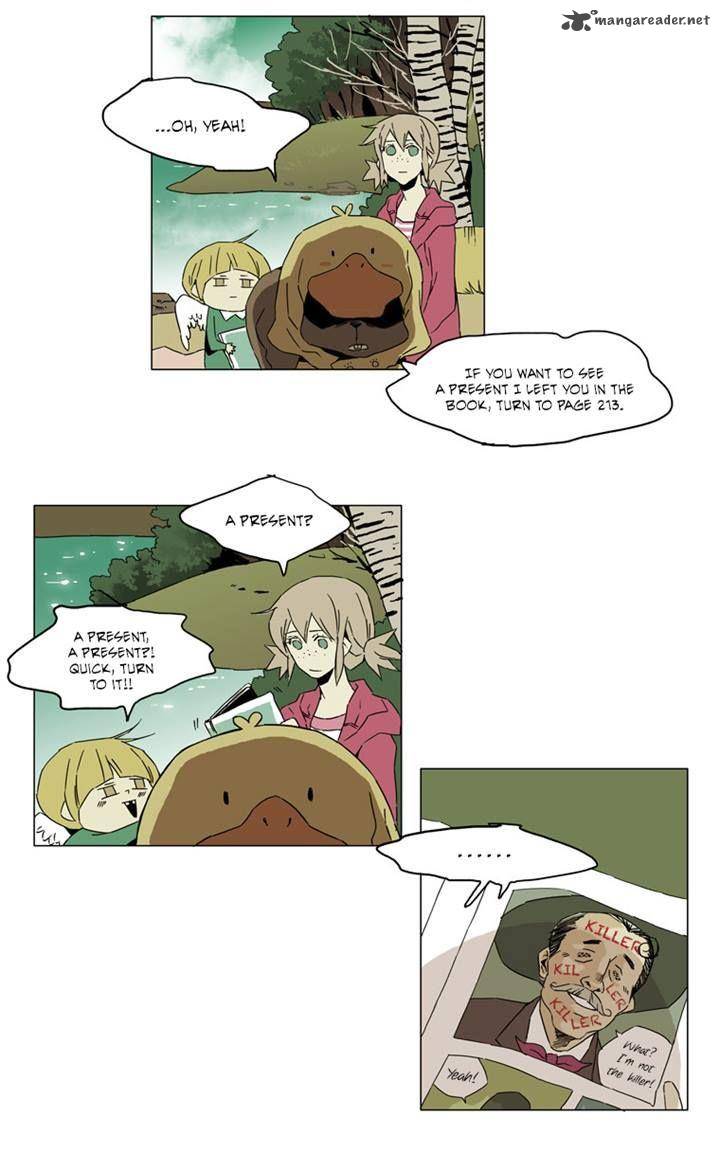 mangareader.net
...OH, YEAH!
IF YOU WANT TO SEE
A PRESENT I LEFT YOU IN THE
BOOK, TURN TO PAGE 213.
A PRESENT?
A PRESENT,
A PRESENT?!
QUICK, TURN
TO IT!!
......
KILLER
KIL
LER
KILLER
What?
I'm not
the killer!
Yeah!